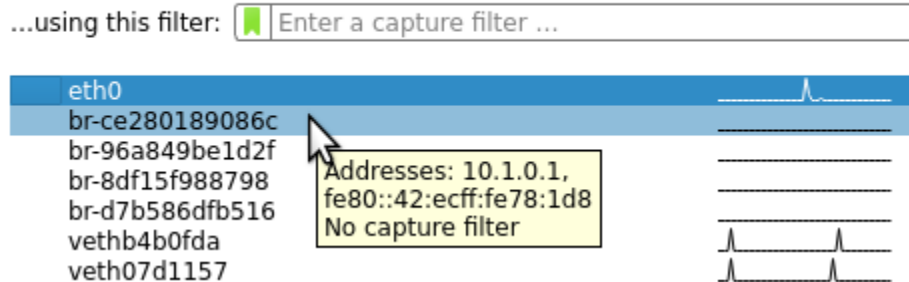 ...using this filter: Enter a capture filter ...
eth0
br-ce280189086c
br-96a849be1d2f
br-8df15f988798
br-d7b586dfb516
vethb4b0fda
veth07d1157
Addresses: 10.1.0.1,
fe80::42:ecff:fe78:1d8
No capture filter